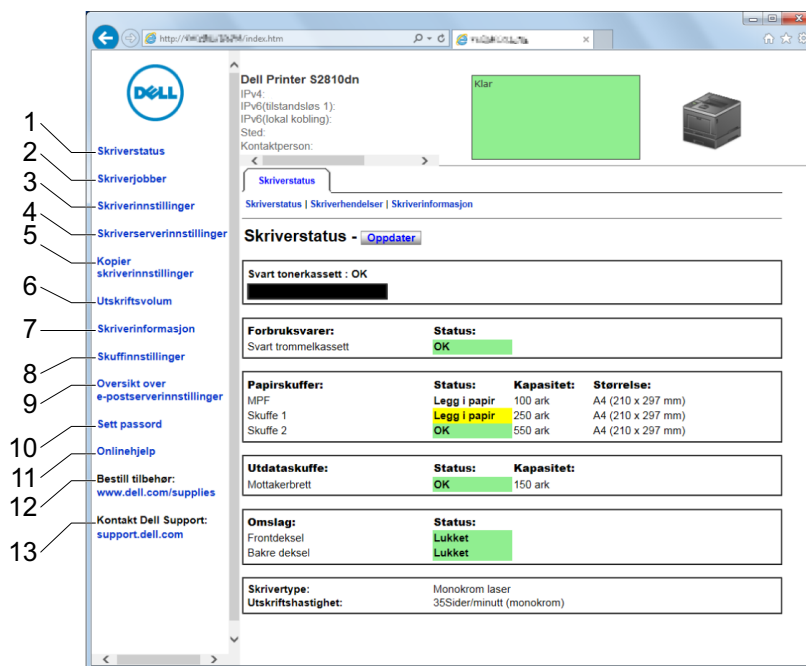 http:// /index.htm
DELL
Dell Printer S2810dn
IPv4:
IPv6(tilstandsløs 1):
IPv6(lokal kobling):
Sted:
Kontaktperson:
Klar
1
2
3
4
5
6
7
8
9
10
11
12
13
Skriverstatus
Skriverjobber
Skriverinnstillinger
Skriverserverinnstillinger
Kopier
skriverinnstillinger
Utskriftsvolum
Skriverinformasjon
Skuffinnstillinger
Oversikt over
e-postserverinnstillinger
Sett passord
Onlinehjelp
Bestill tilbehør:
www.dell.com/supplies
Kontakt Dell Support:
support.dell.com
Skriverstatus
Skriverstatus | Skriverhendelser | Skriverinformasjon
Skriverstatus - Oppdater
Svart tonerkassett : OK
Forbruksvarer: Status:
Svart trommelkassett OK
Papirskuffer: Status: Kapasitet: Størrelse:
MPF Legg i papir 100 ark A4 (210 x 297 mm)
Skuffe 1 Legg i papir 250 ark A4 (210 x 297 mm)
Skuffe 2 OK 550 ark A4 (210 x 297 mm)
Utdataskuffe: Status: Kapasitet:
Mottakerbrett OK 150 ark
Omslag: Status:
Frontdeksel Lukket
Bakre deksel Lukket
Skrivertype: Monokrom laser
Utskriftshastighet: 35Sider/minutt (monokrom)